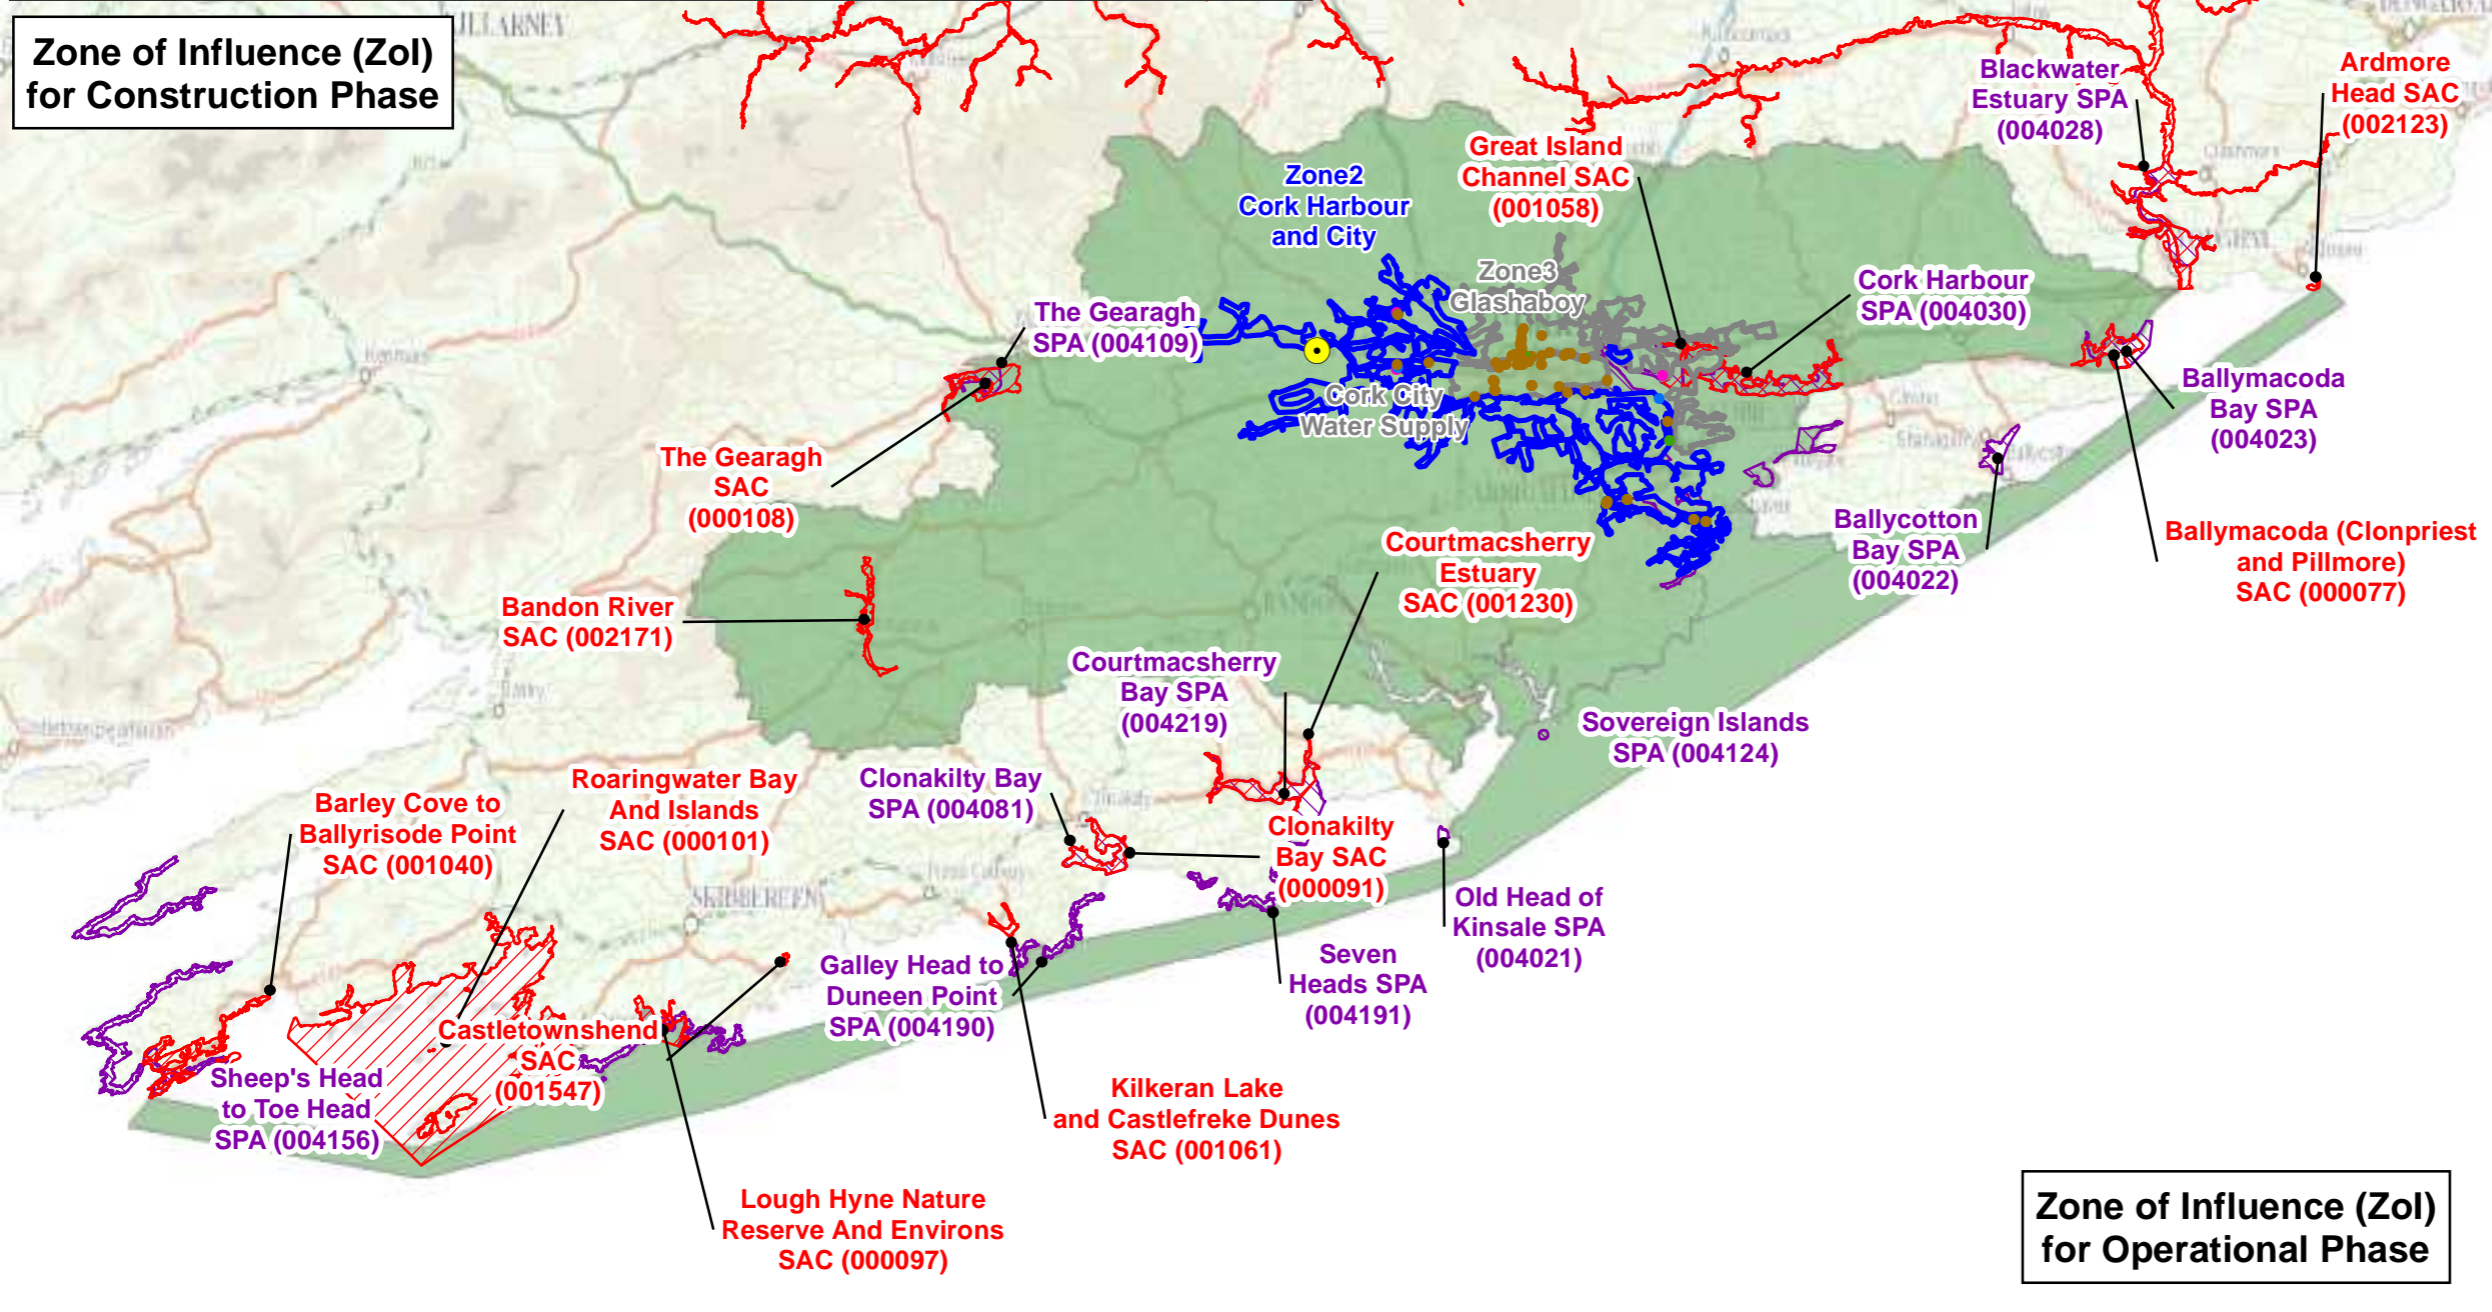 Zone of Influence (ZoI)
for Construction Phase
KILLARNEY
Blackwater
Estuary SPA
(004028)
Ardmore
Head SAC
(002123)
Great Island
Channel SAC
(001058)
Zone2
Cork Harbour
and City
Zone3
Glashaboy
Cork Harbour
SPA (004030)
The Gearagh
SPA (004109)
Cork City
Water Supply
Ballymacoda
Bay SPA
(004023)
The Gearagh
SAC
(000108)
Ballycotton
Bay SPA
(004022)
Ballymacoda (Clonpriest
and Pillmore)
SAC (000077)
Courtmacsherry
Estuary
SAC (001230)
Bandon River
SAC (002171)
BANDON
Courtmacsherry
Bay SPA
(004219)
Sovereign Islands
SPA (004124)
Clonakilty Bay
SPA (004081)
Roaringwater Bay
And Islands
SAC (000101)
Barley Cove to
Ballyrisode Point
SAC (001040)
Clonakilty
Bay SAC
(000091)
SKIBBEREEN
Old Head of
Kinsale SPA
(004021)
Seven
Heads SPA
(004191)
Galley Head to
Duneen Point
SPA (004190)
Castletownshend
SAC
(001547)
Sheep's Head
to Toe Head
SPA (004156)
Kilkeran Lake
and Castlefreke Dunes
SAC (001061)
Lough Hyne Nature
Reserve And Environs
SAC (000097)
Zone of Influence (ZoI)
for Operational Phase